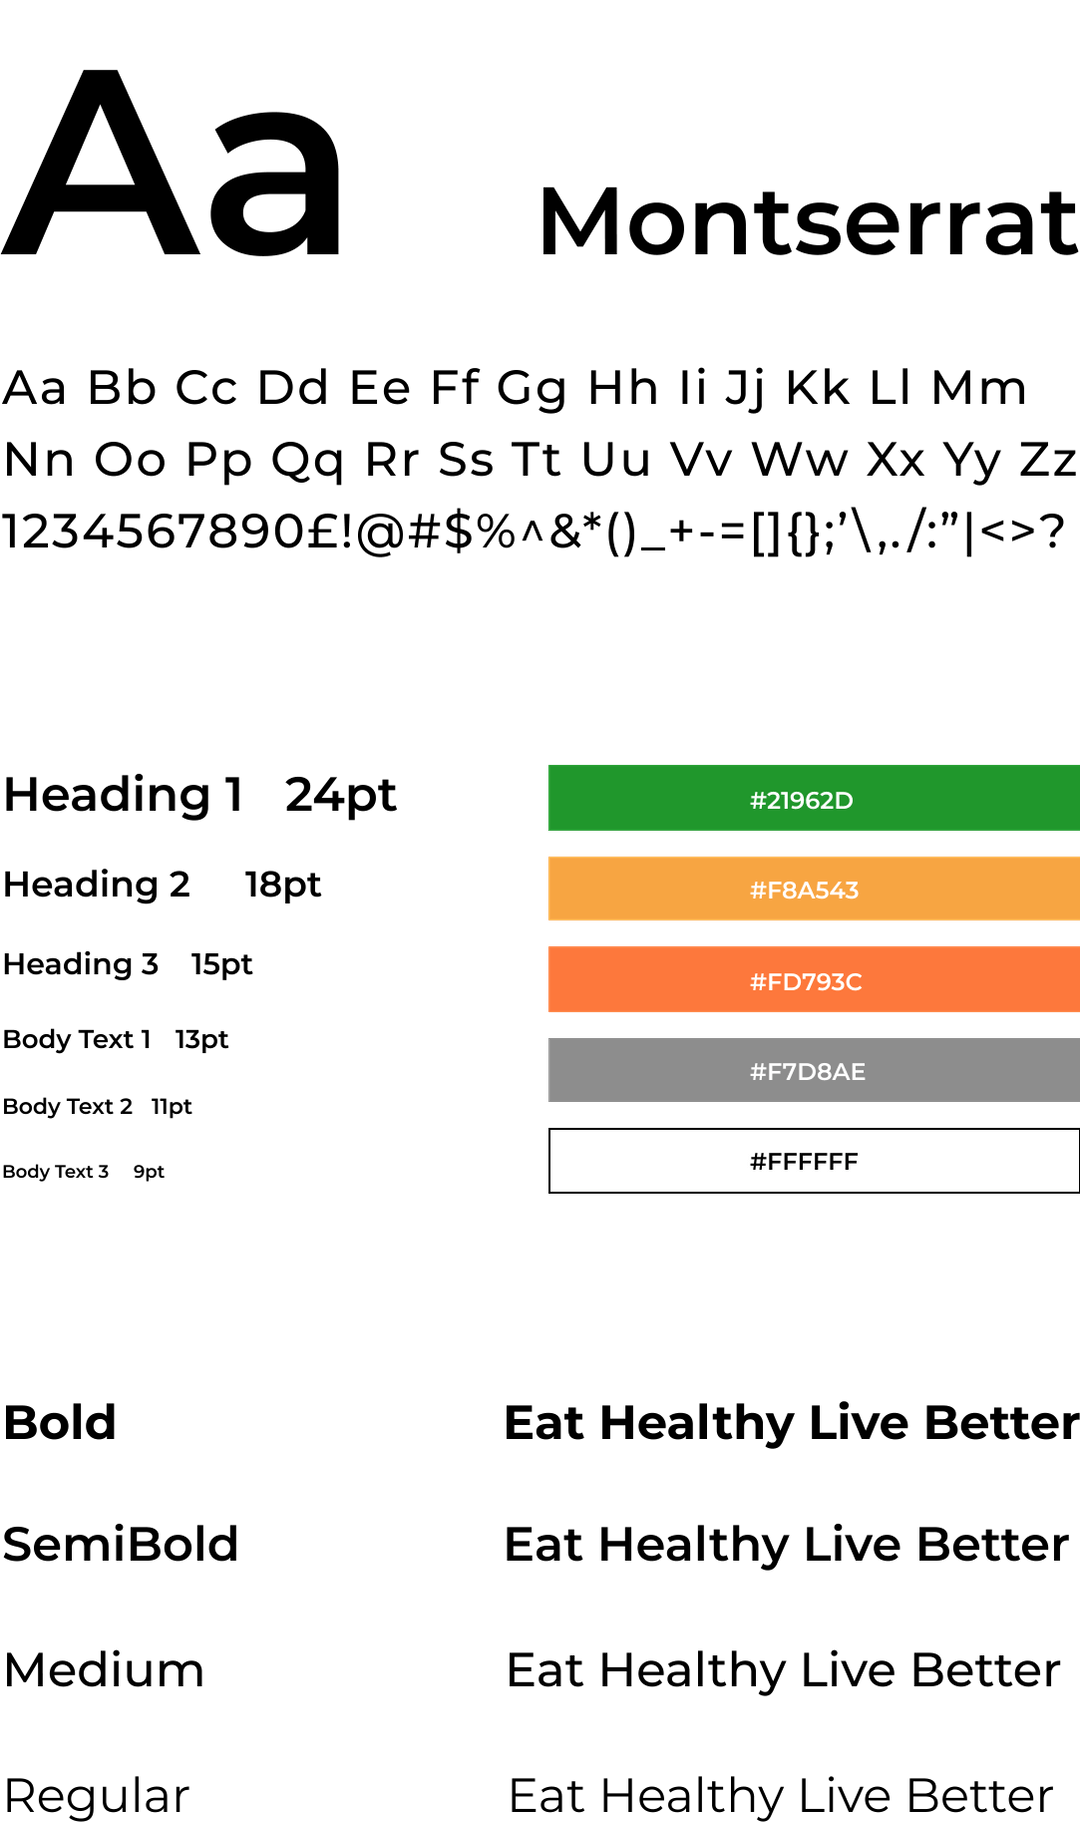 Aa Montserrat
Aa Bb Cc Dd Ee Ff Gg Hh Ii Jj Kk Ll Mm
Nn Oo Pp Qq Rr Ss Tt Uu Vv Ww Xx Yy Zz
1234567890£!@#$%^&*()_+-=[]{};’\,./:”|<>?
Heading 1 24pt
Heading 2 18pt
Heading 3 15pt
Body Text 1 13pt
Body Text 2 11pt
Body Text 3 9pt
#21962D
#F8A543
#FD793C
#F7D8AE
#FFFFFF
Bold Eat Healthy Live Better
SemiBold Eat Healthy Live Better
Medium Eat Healthy Live Better
Regular Eat Healthy Live Better